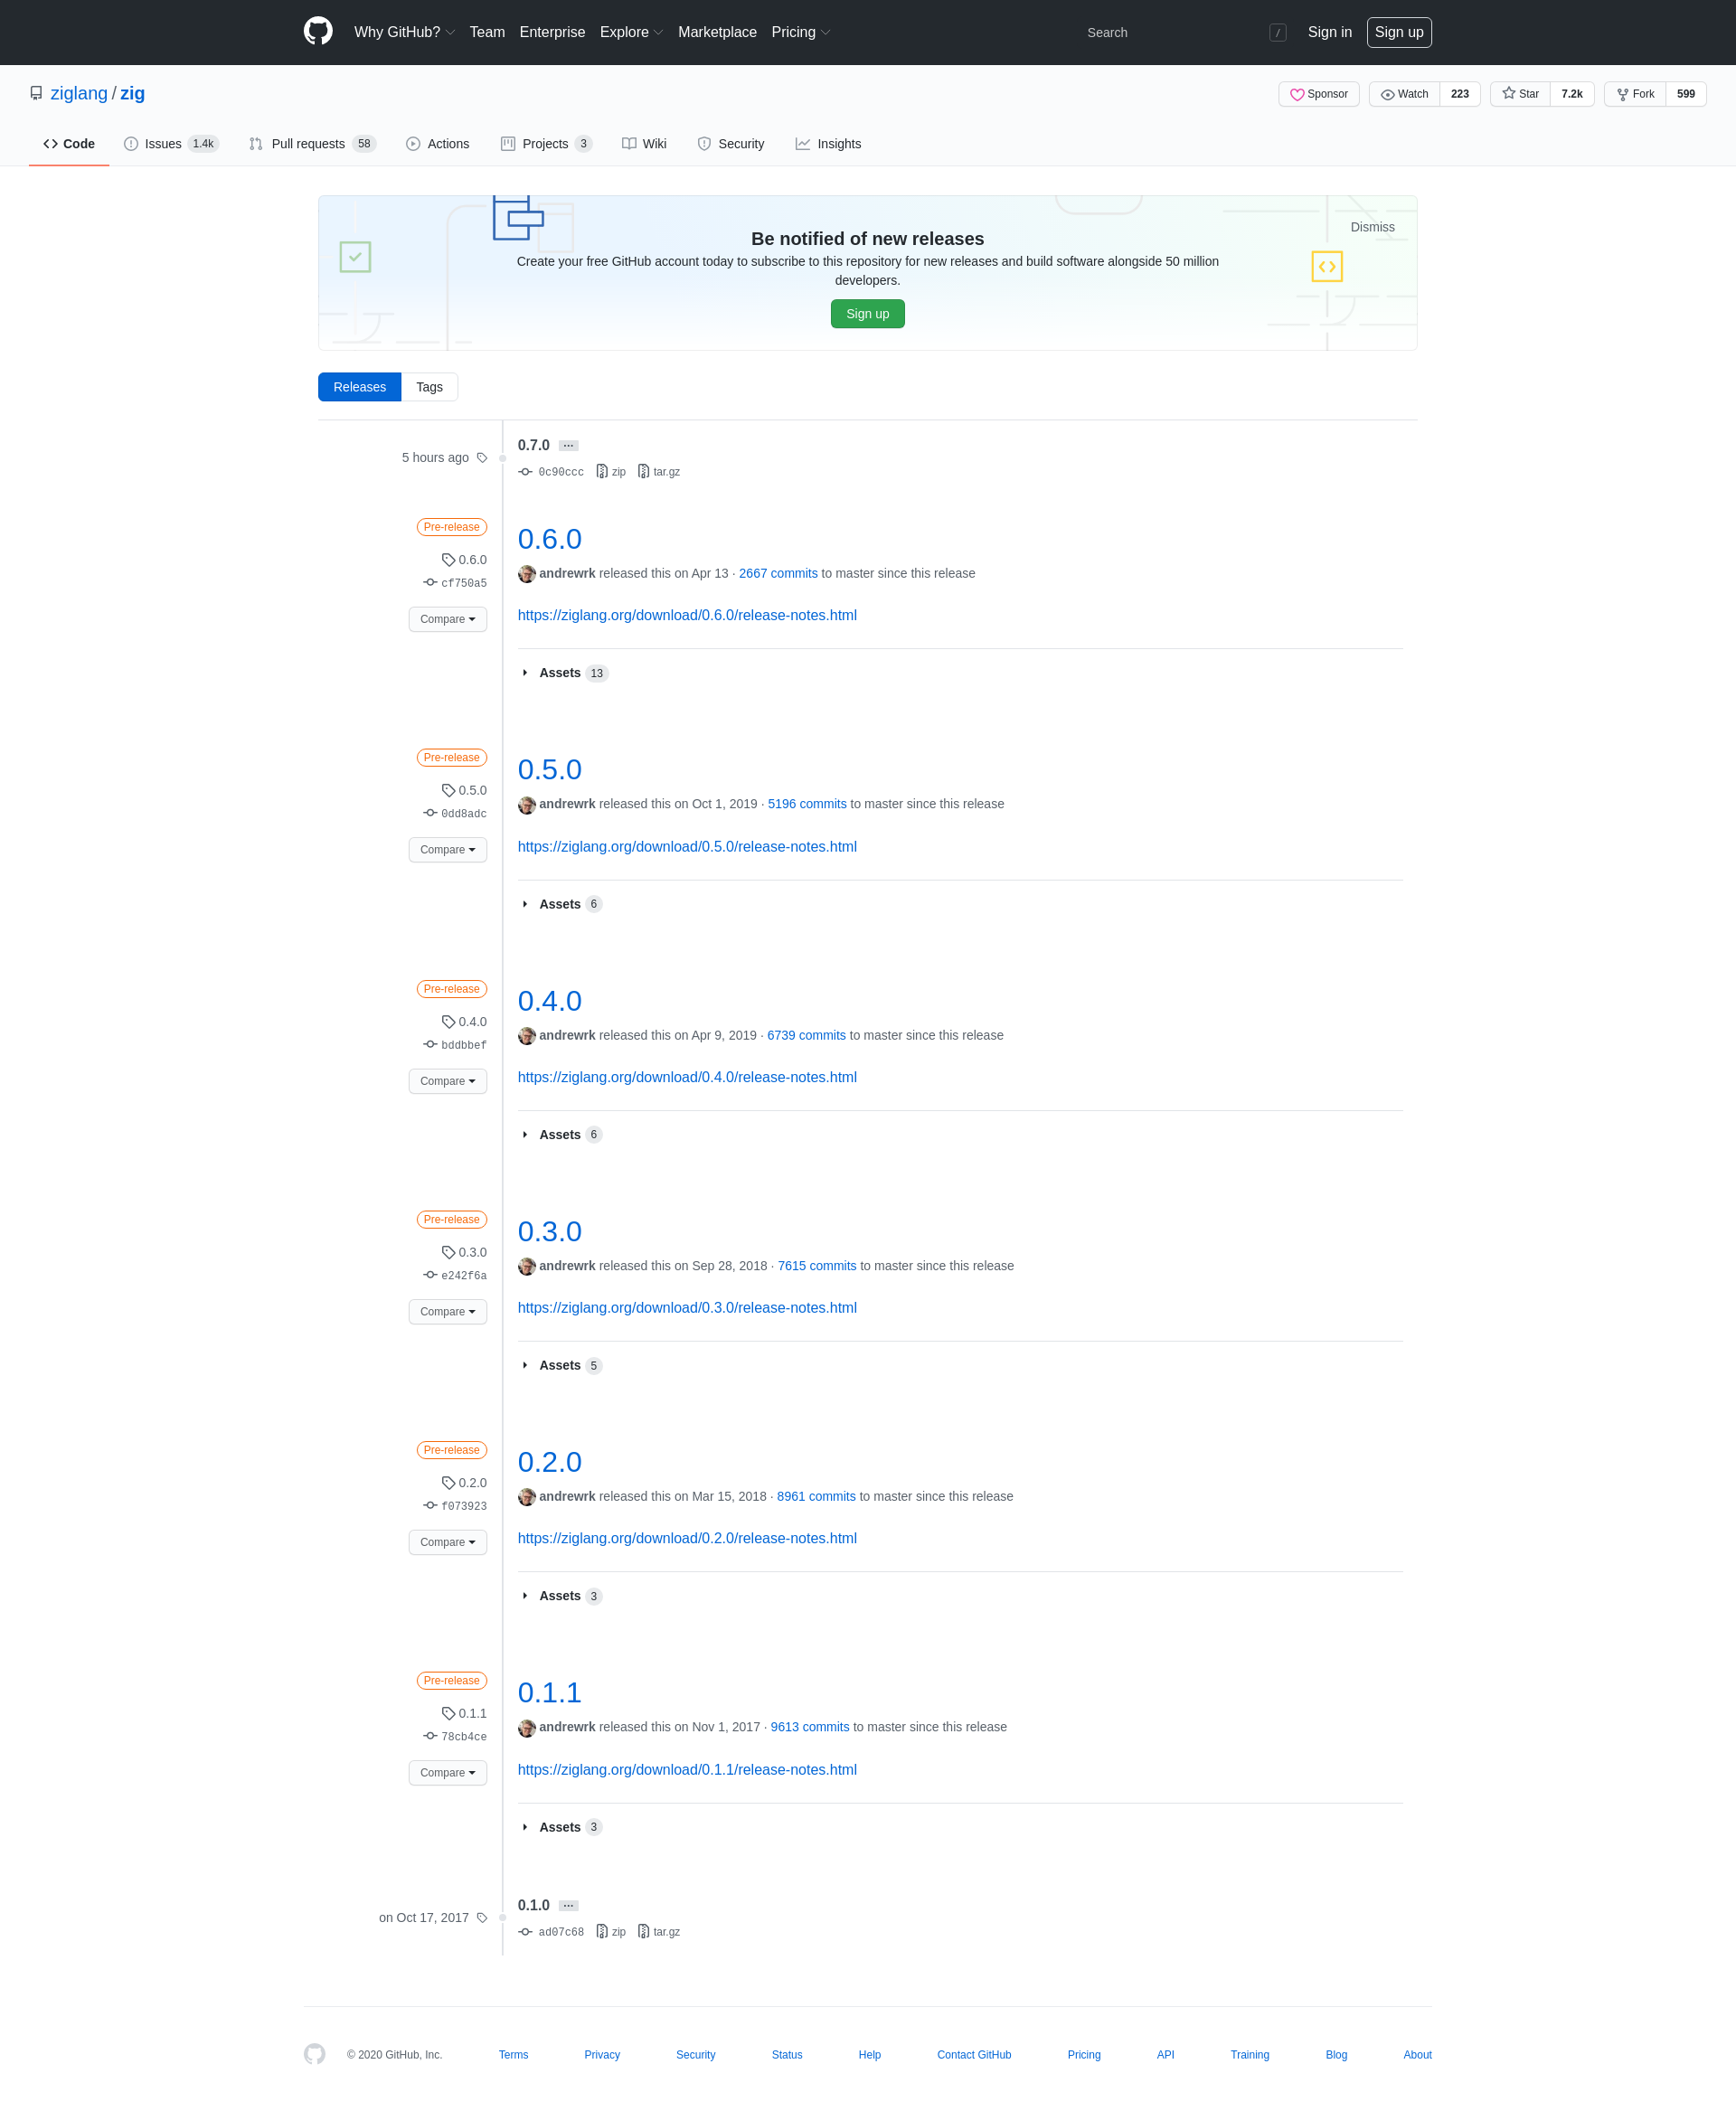 Why GitHub? Team Enterprise Explore Marketplace Pricing Search / Sign in Sign up
ziglang / zig Sponsor Watch 223 Star 7.2k Fork 599
Code Issues 1.4k Pull requests 58 Actions Projects 3 Wiki Security Insights
Dismiss
Be notified of new releases
Create your free GitHub account today to subscribe to this repository for new releases and build software alongside 50 million
developers.
Sign up
Releases Tags
5 hours ago
0.7.0 …
0c90ccc zip tar.gz
Pre-release
0.6.0
cf750a5
Compare
0.6.0
andrewrk released this on Apr 13 · 2667 commits to master since this release
https://ziglang.org/download/0.6.0/release-notes.html
Assets 13
Pre-release
0.5.0
0dd8adc
Compare
0.5.0
andrewrk released this on Oct 1, 2019 · 5196 commits to master since this release
https://ziglang.org/download/0.5.0/release-notes.html
Assets 6
Pre-release
0.4.0
bddbbef
Compare
0.4.0
andrewrk released this on Apr 9, 2019 · 6739 commits to master since this release
https://ziglang.org/download/0.4.0/release-notes.html
Assets 6
Pre-release
0.3.0
e242f6a
Compare
0.3.0
andrewrk released this on Sep 28, 2018 · 7615 commits to master since this release
https://ziglang.org/download/0.3.0/release-notes.html
Assets 5
Pre-release
0.2.0
f073923
Compare
0.2.0
andrewrk released this on Mar 15, 2018 · 8961 commits to master since this release
https://ziglang.org/download/0.2.0/release-notes.html
Assets 3
Pre-release
0.1.1
78cb4ce
Compare
0.1.1
andrewrk released this on Nov 1, 2017 · 9613 commits to master since this release
https://ziglang.org/download/0.1.1/release-notes.html
Assets 3
on Oct 17, 2017
0.1.0 …
ad07c68 zip tar.gz
© 2020 GitHub, Inc. Terms Privacy Security Status Help Contact GitHub Pricing API Training Blog About